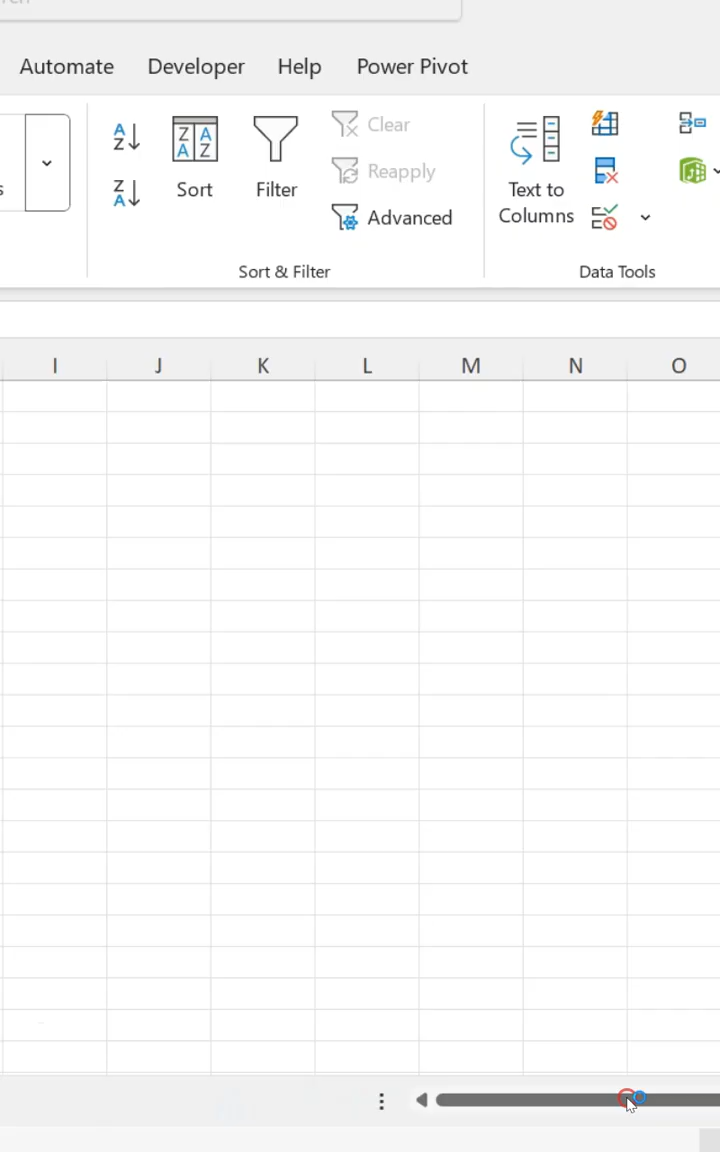 Automate Developer Help Power Pivot
Clear
Sort Filter Reapply Text to
Advanced Columns
Sort & Filter Data Tools
I J K L M N O